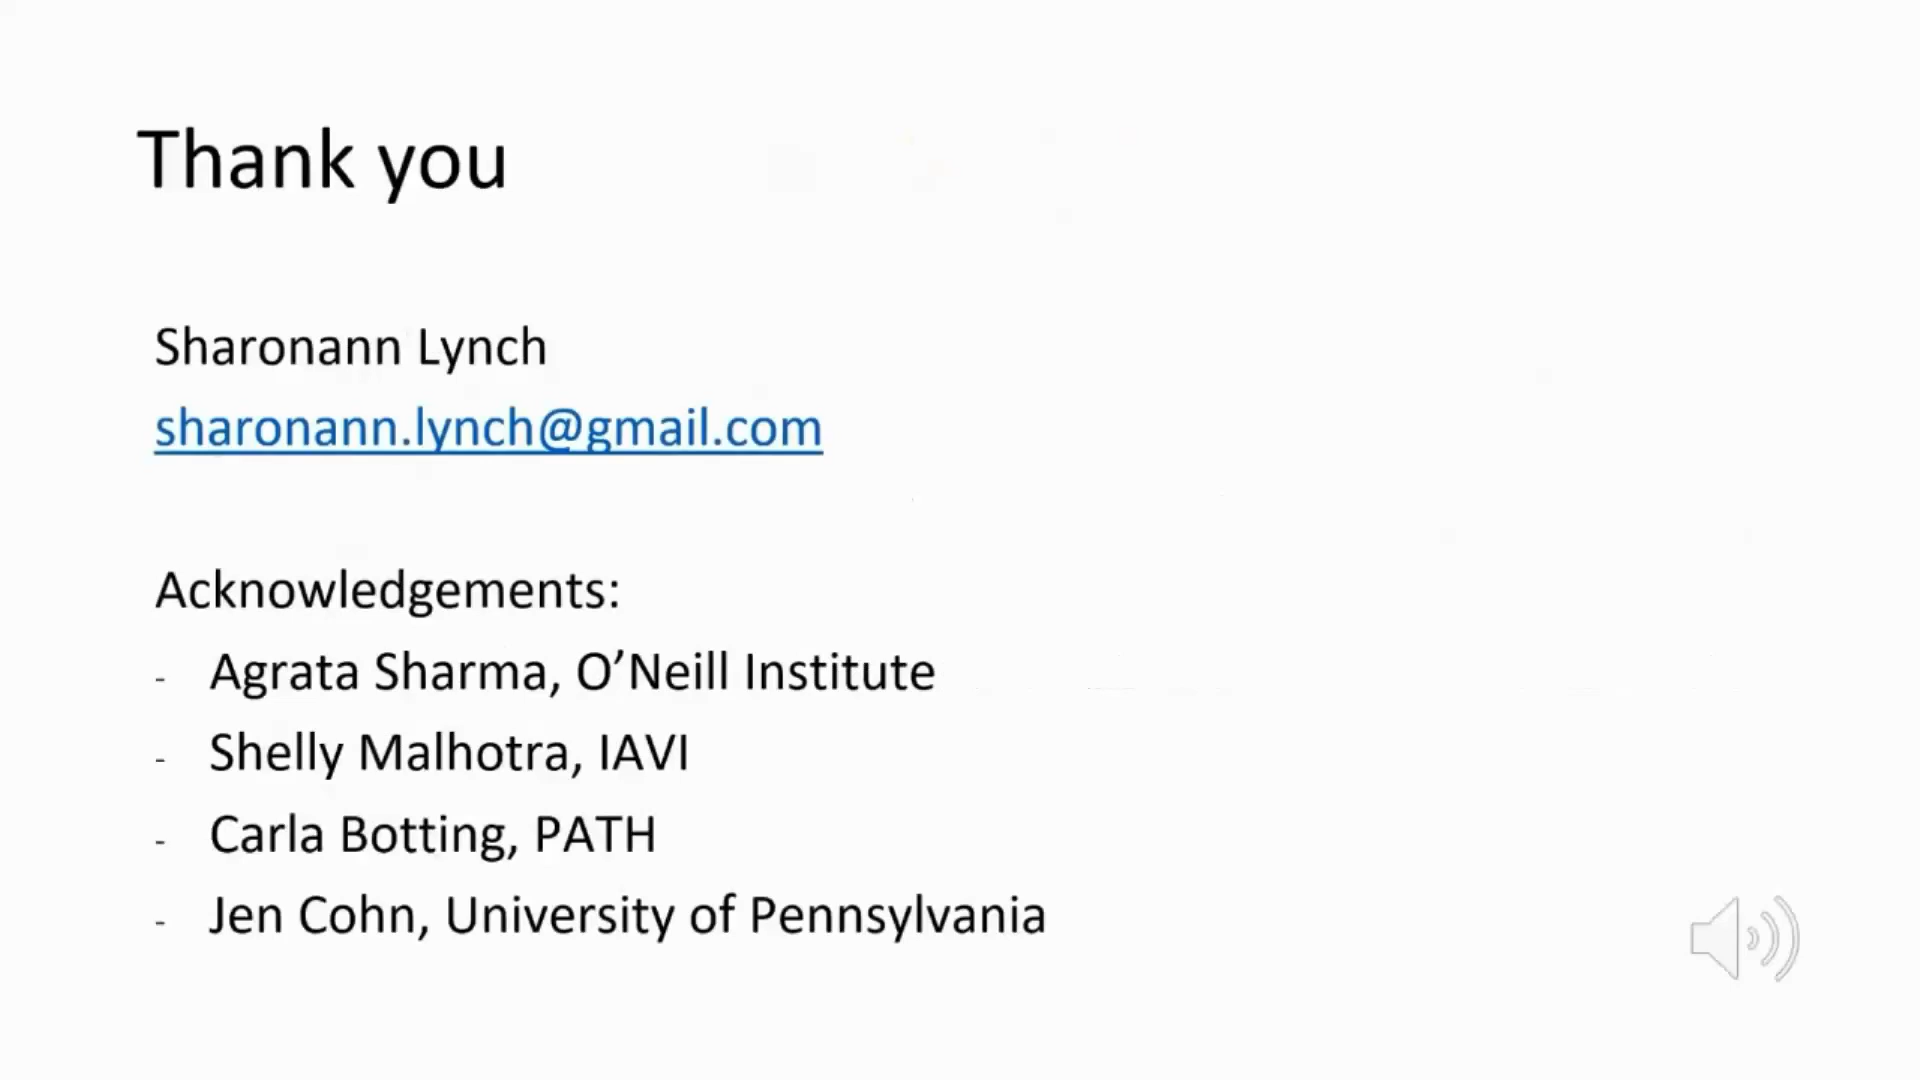 Thank you
Sharonann Lynch
sharonann.lynch@gmail.com
Acknowledgements:
- Agrata Sharma, O’Neill Institute
- Shelly Malhotra, IAVI
- Carla Botting, PATH
- Jen Cohn, University of Pennsylvania